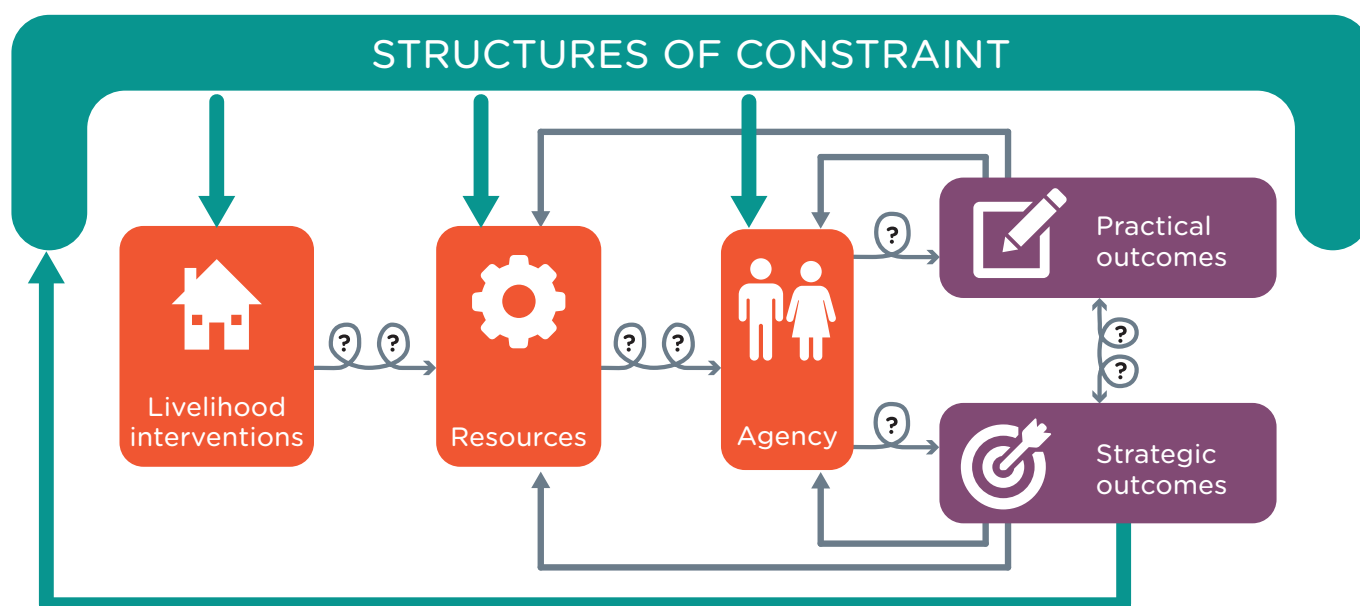 STRUCTURES OF CONSTRAINT
Livelihood
interventions
? ?
Resources
? ?
Agency
?
?
Practical
outcomes
?
?
Strategic
outcomes